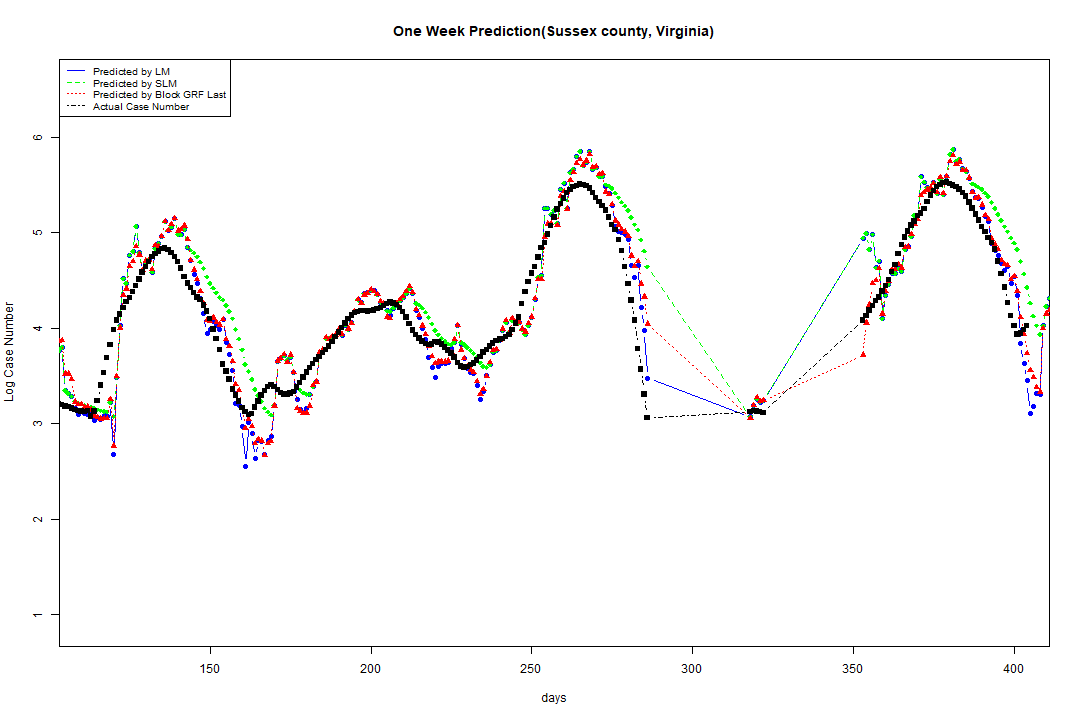 One Week Prediction(Sussex county, Virginia)
Predicted by LM
Predicted by SLM
Predicted by Block GRF Last
Actual Case Number
Log Case Number
6
5
4
3
2
1
150
200
250
300
350
400
days